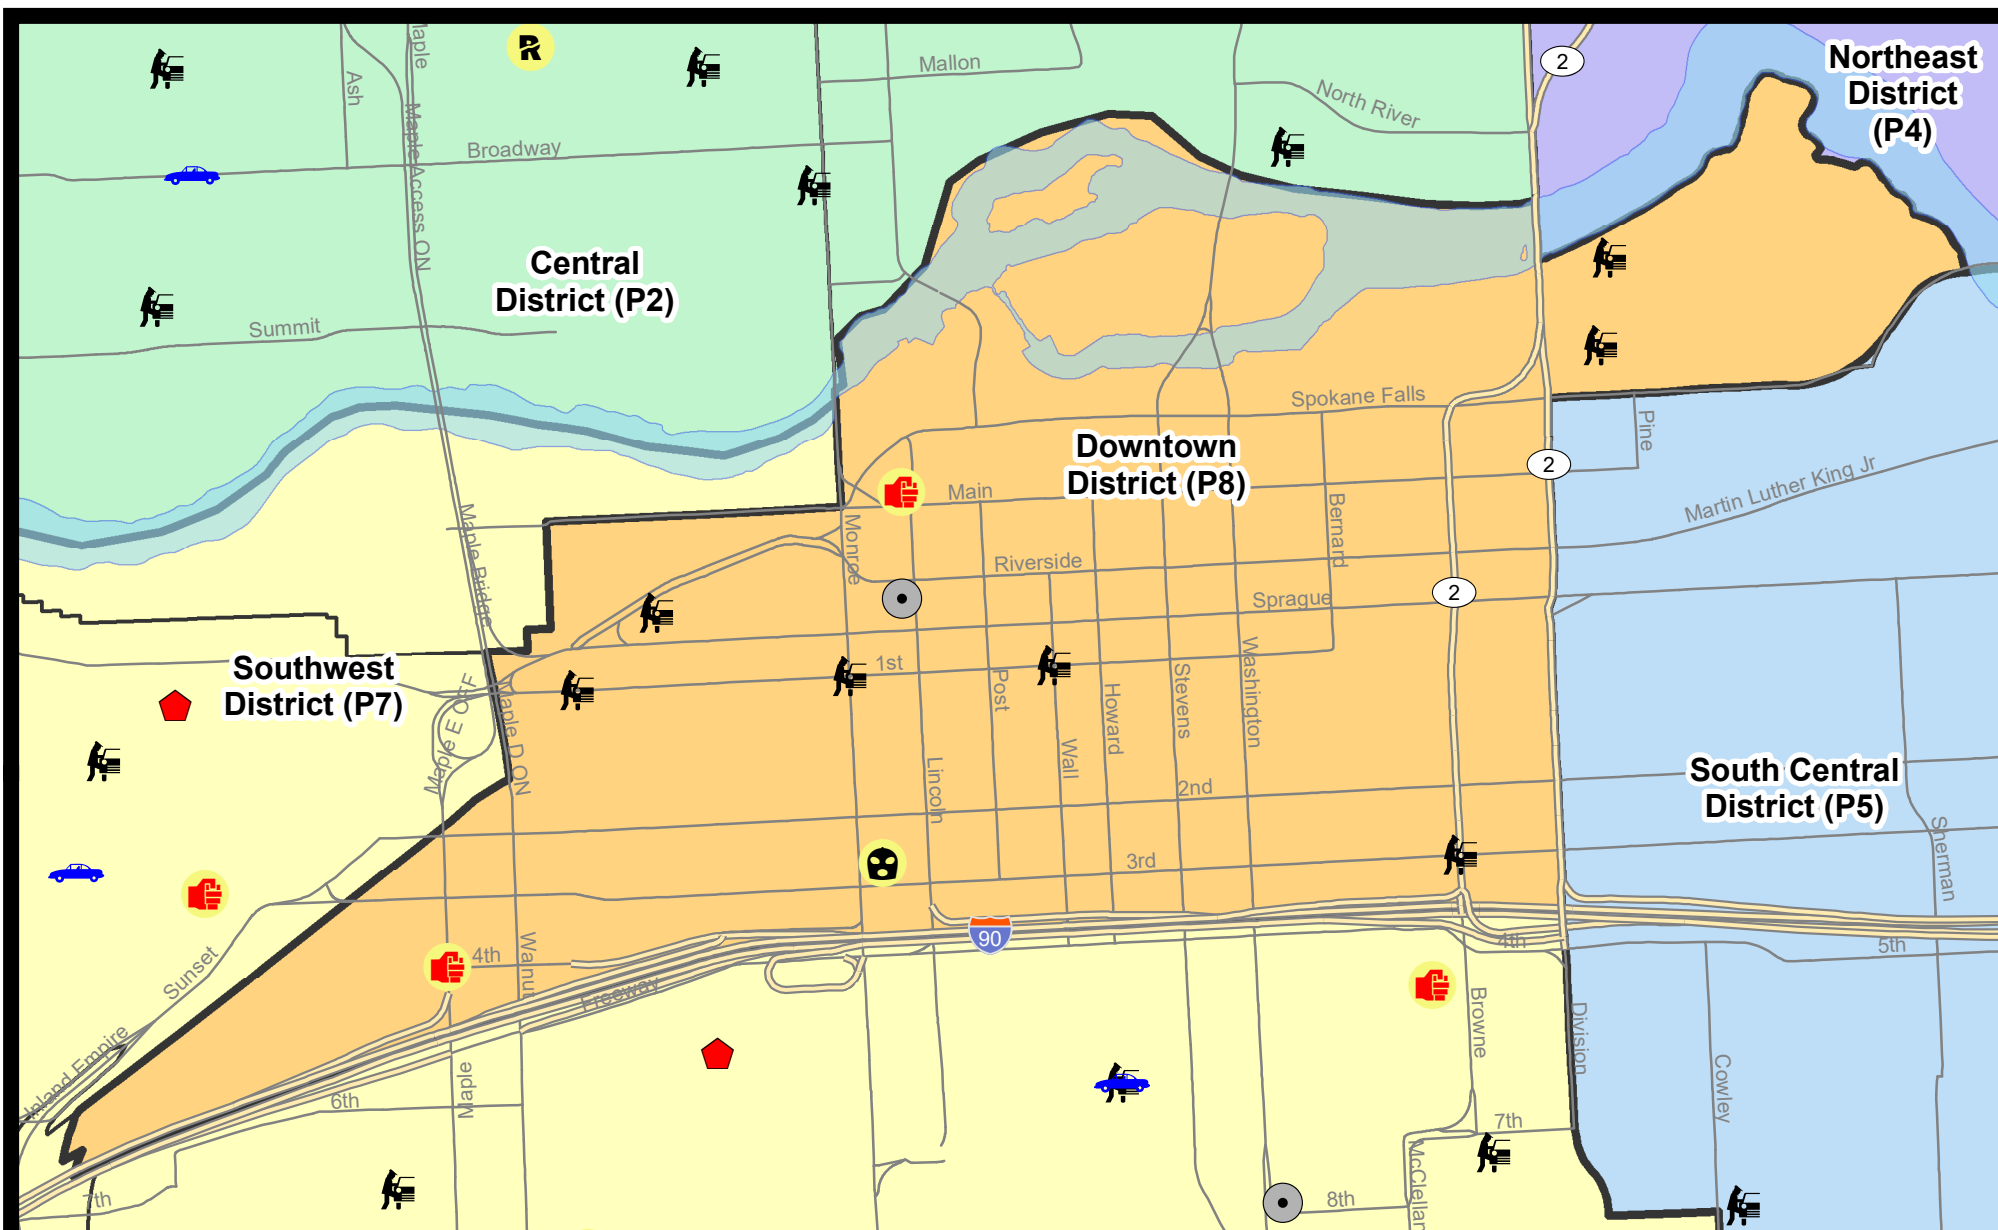 Maple
Ash
Maple Access ON
R
Mallon
2
Northeast
District
(P4)
North River
Broadway
Central
District (P2)
Summit
Spokane Falls
Pine
Downtown
District (P8)
2
Main
Martin Luther King Jr
Monroe
Bernard
Maple Bridge
Riverside
2
Sprague
Southwest
District (P7)
1st
Post
Howard
Stevens
Washington
Maple E OFF
Maple D ON
Wall
Lincoln
2nd
South Central
District (P5)
Sherman
3rd
90
4th
4th
5th
Walnut
Sunset
Freeway
Browne
Division
Inland Empire
Maple
6th
Cowley
7th
McClellan
7th
8th